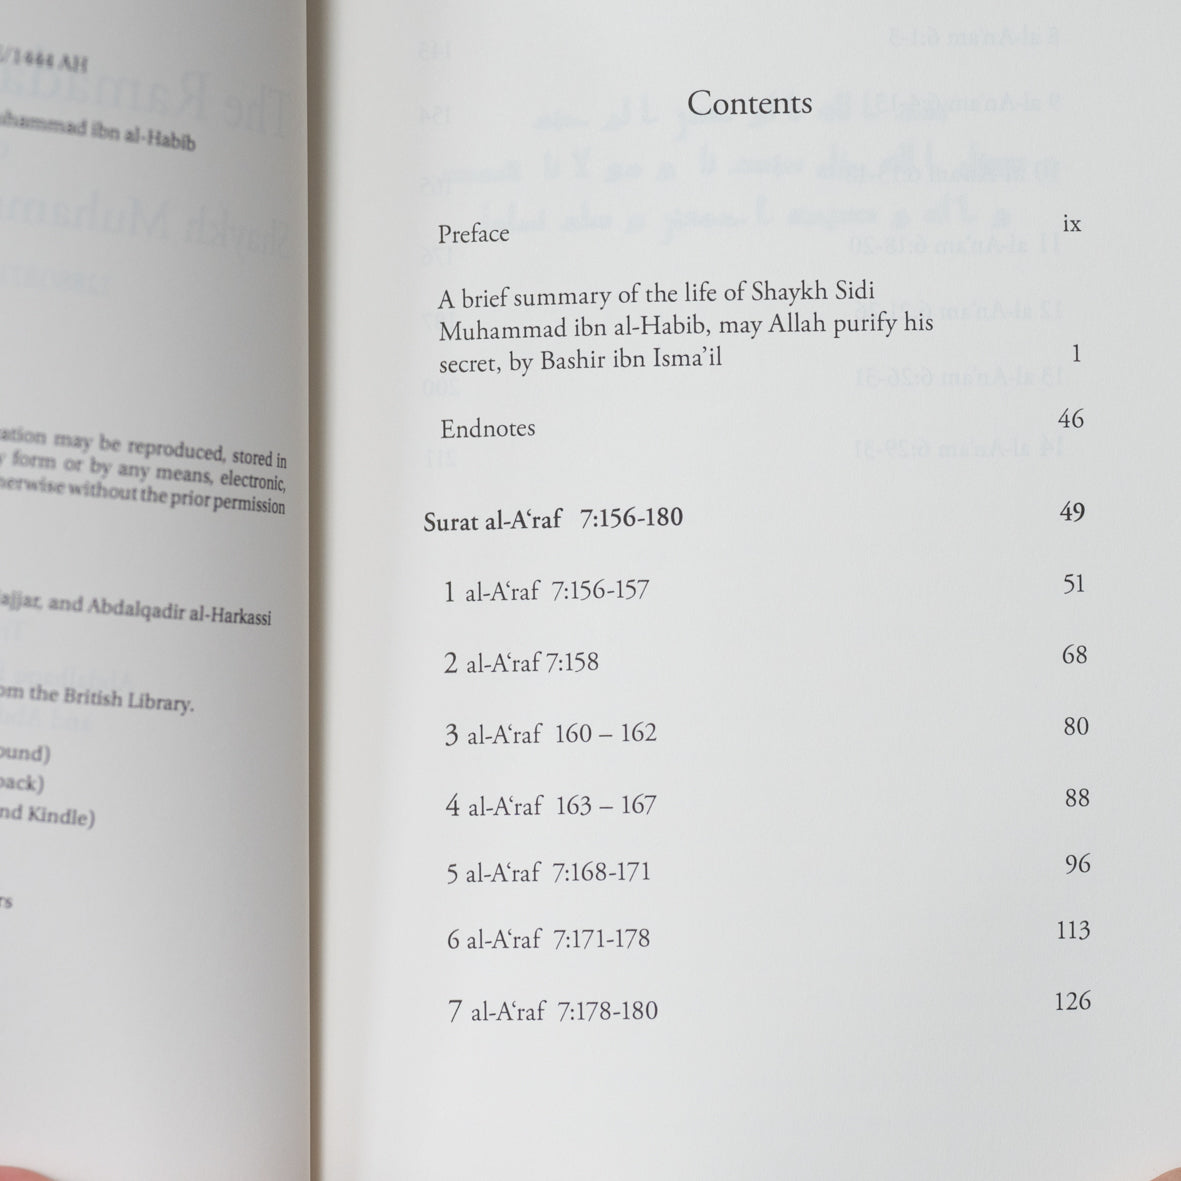 /1444 AH
uhammad ibn al-Habib
ation may be reproduced, stored in
y form or by any means, electronic,
herwise without the prior permission
ajjar, and Abdalqadir al-Harkassi
om the British Library.
ound)
back)
nd Kindle)
rs
Contents
Preface ix
A brief summary of the life of Shaykh Sidi
Muhammad ibn al-Habib, may Allah purify his
secret, by Bashir ibn Isma’il 1
Endnotes 46
Surat al-A‘raf 7:156-180 49
1 al-A‘raf 7:156-157 51
2 al-A‘raf 7:158 68
3 al-A‘raf 160 – 162 80
4 al-A‘raf 163 – 167 88
5 al-A‘raf 7:168-171 96
6 al-A‘raf 7:171-178 113
7 al-A‘raf 7:178-180 126